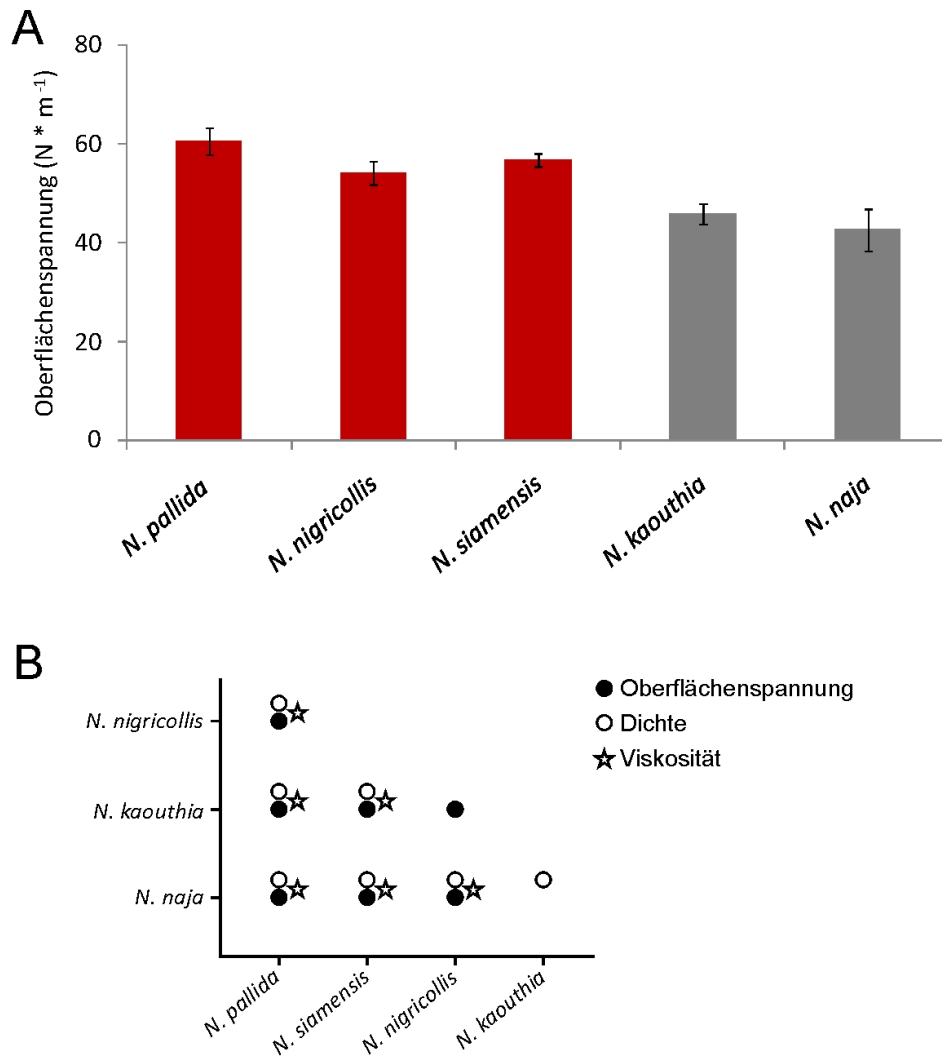 A
Oberflächenspannung (N * m⁻¹)
80
60
40
20
0
N. pallida
N. nigricollis
N. siamensis
N. kaouthia
N. naja
B
N. nigricollis
N. kaouthia
N. naja
N. pallida
N. siamensis
N. nigricollis
N. kaouthia
Oberflächenspannung
Dichte
Viskosität